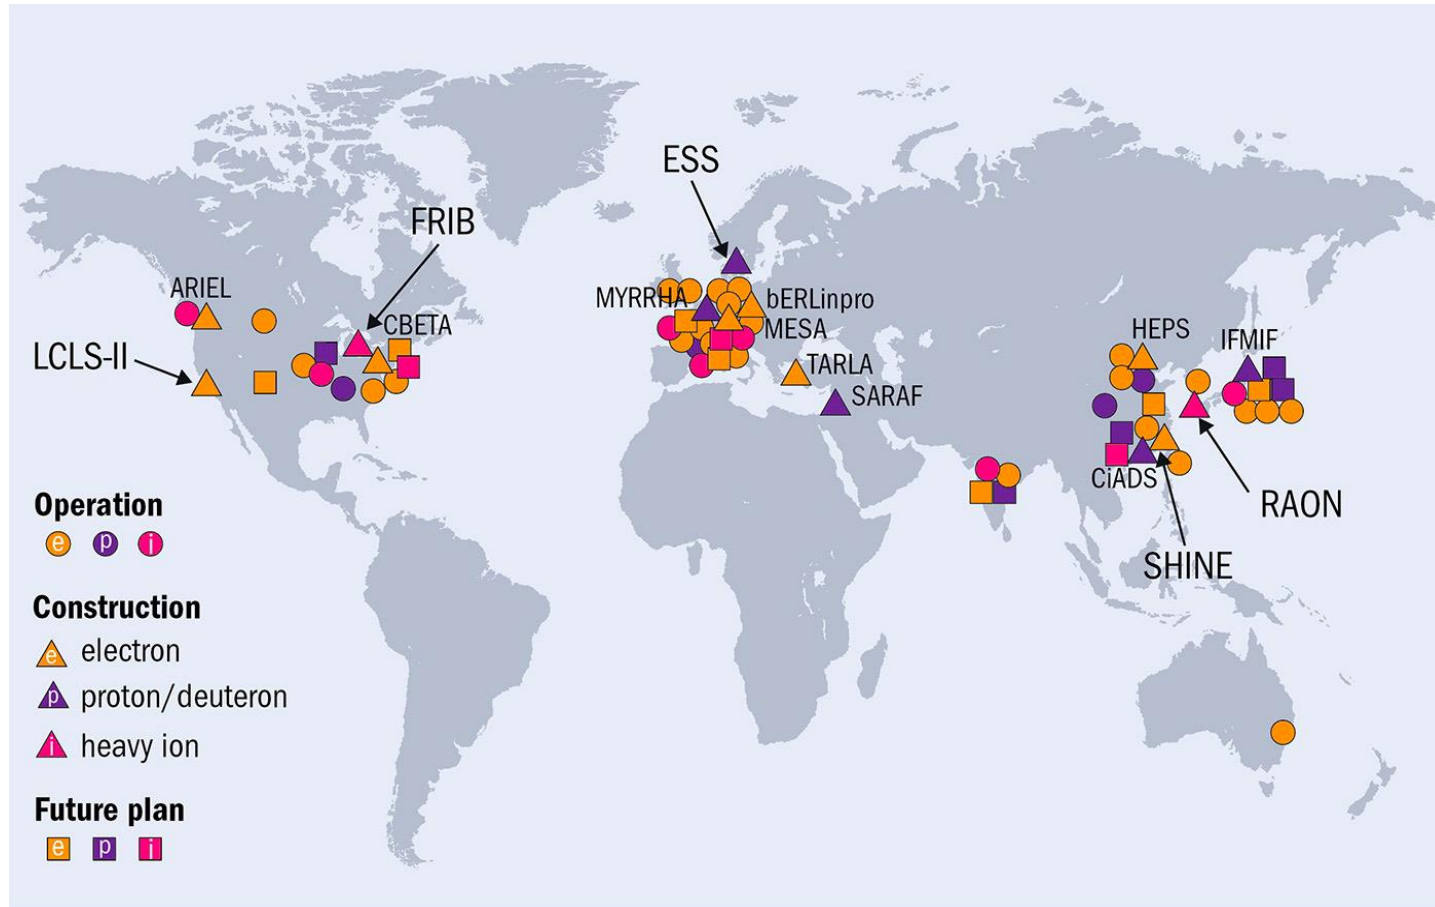 ESS
FRIB
ARIEL
MYRRHA
bERLinpro
CBETA
MESA
HEPS
IFMIF
LCLS-II
TARLA
SARAF
CiADS
RAON
SHINE
Operation
e p i
Construction
e electron
p proton/deuteron
i heavy ion
Future plan
e p i